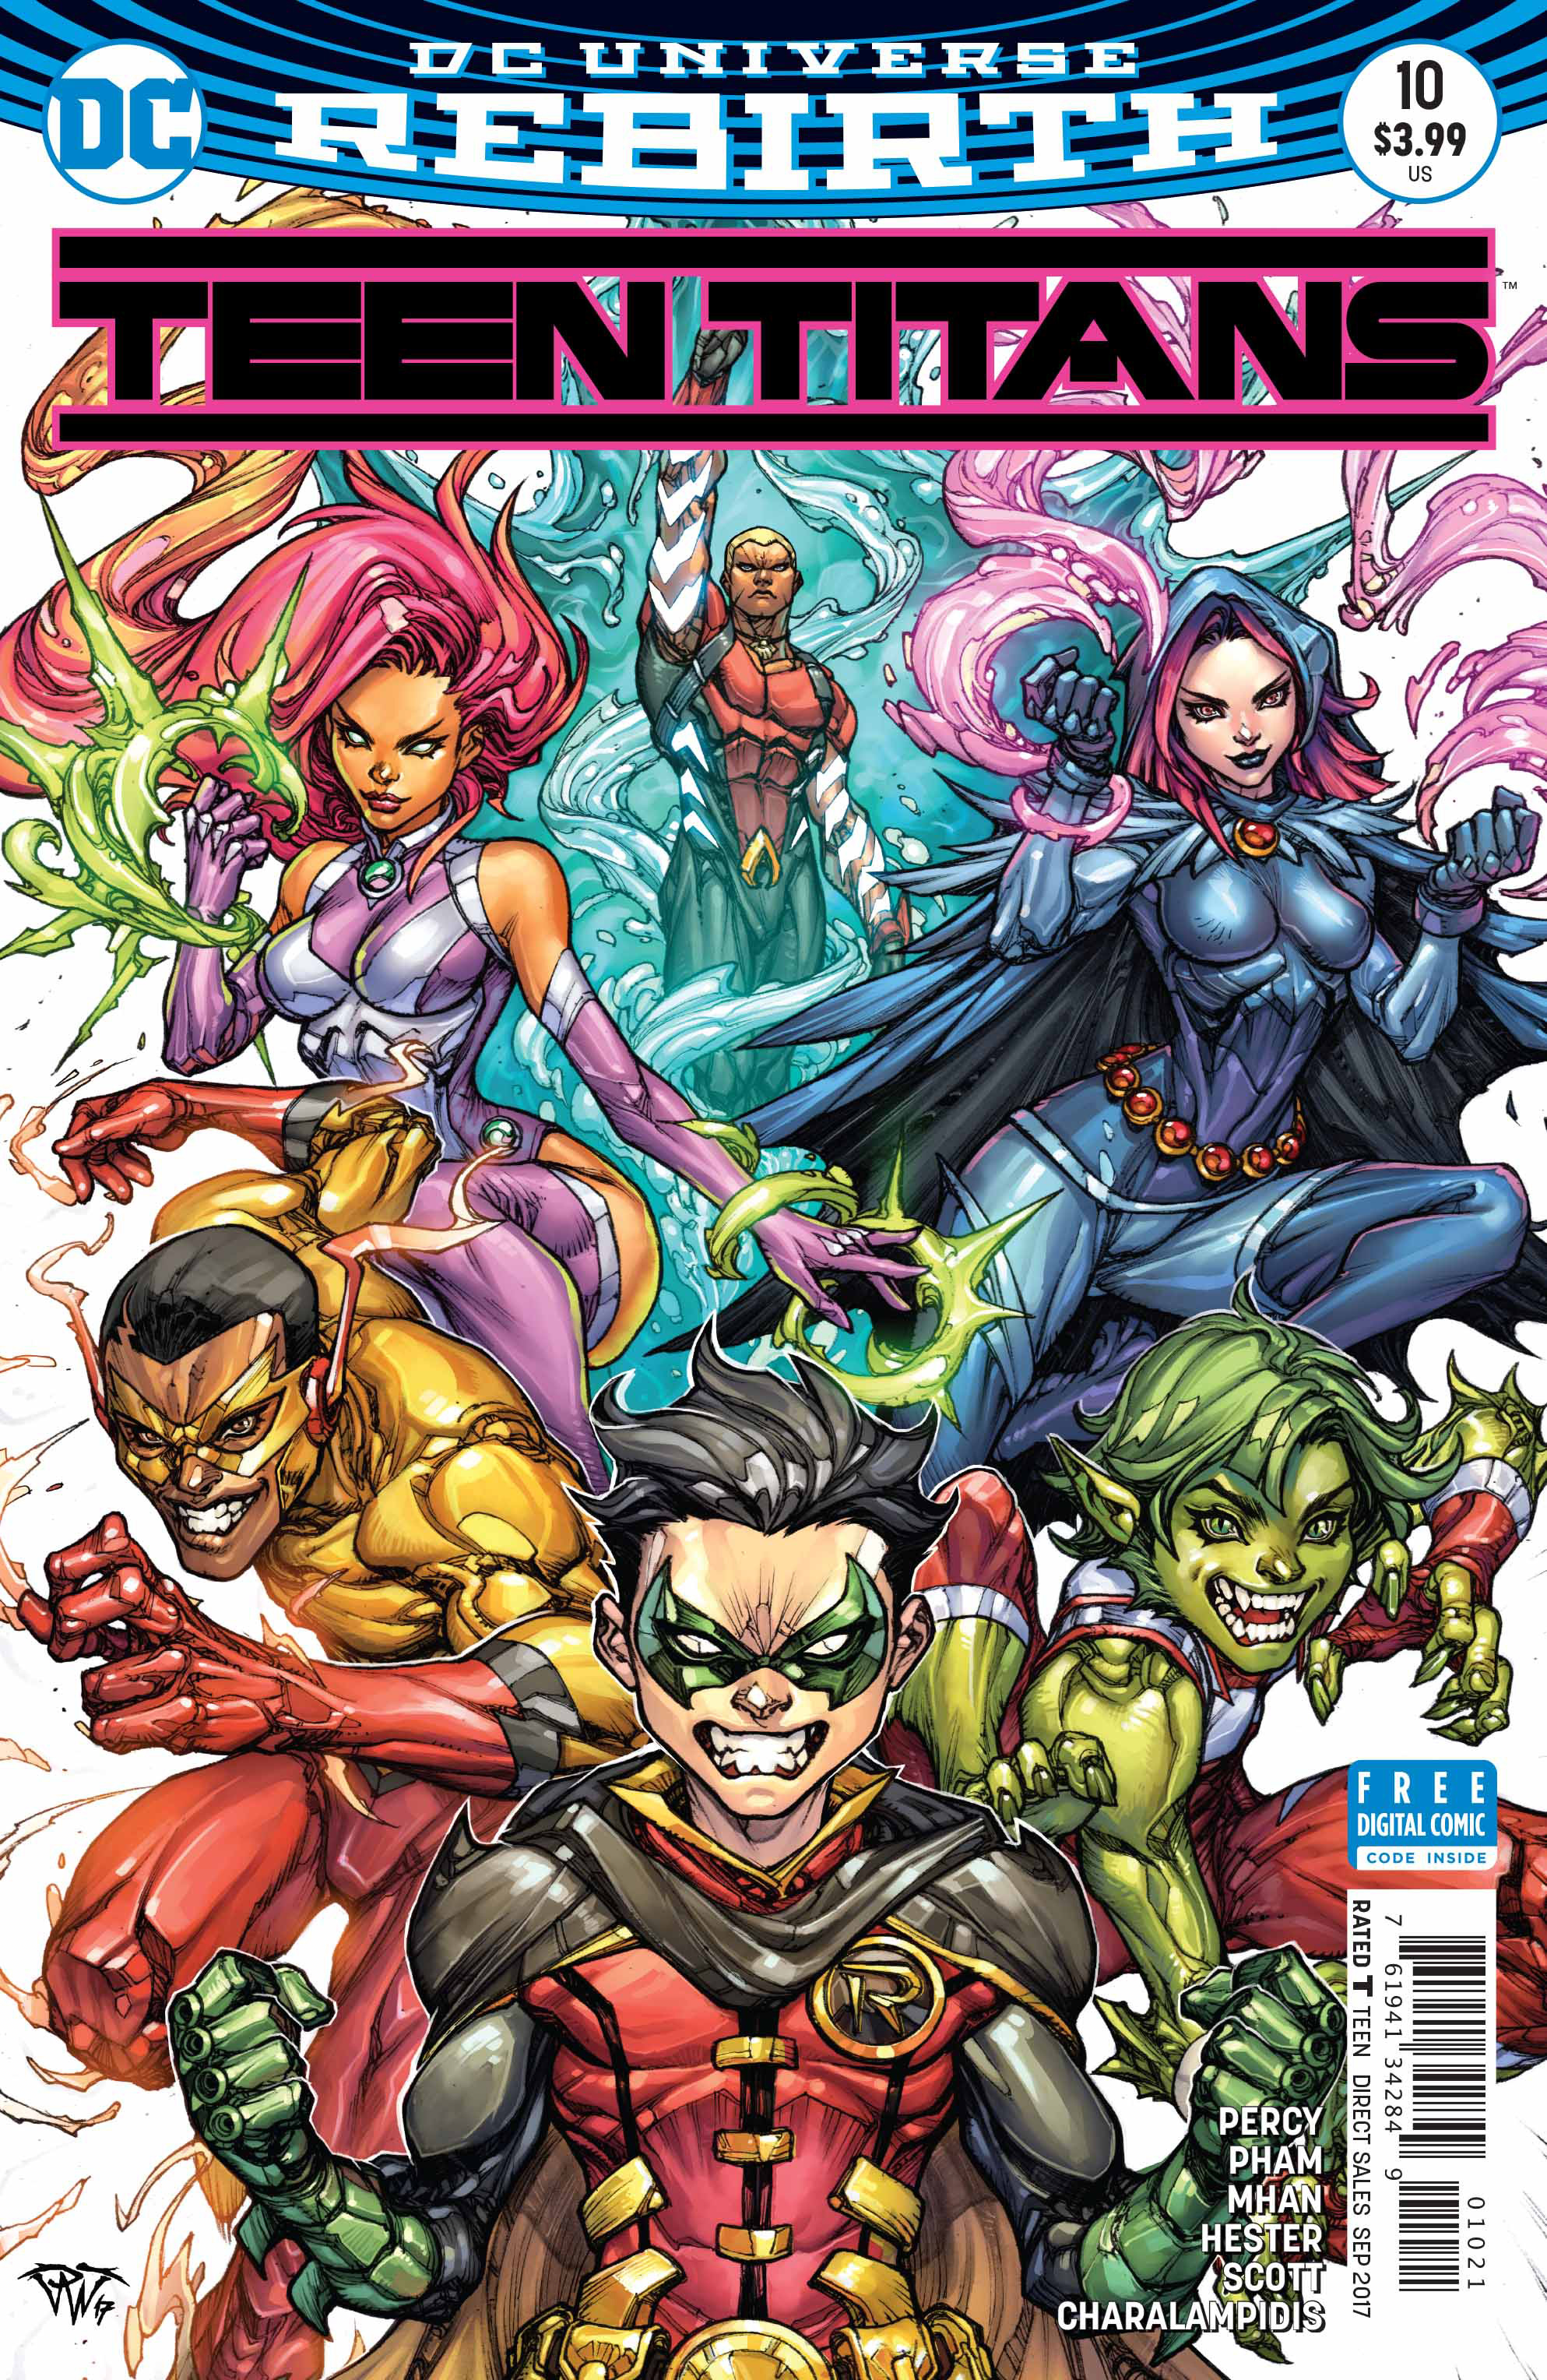 DC UNIVERSE
REBIRTH
DC
10
$3.99
US
TEEN TITANS
™
R
FREE
DIGITAL COMIC
CODE INSIDE
RATED T TEEN DIRECT SALES SEP 2017
7 61941 34284 9
01021
PERCY
PHAM
MHAN
HESTER
SCOTT
CHARALAMPIDIS